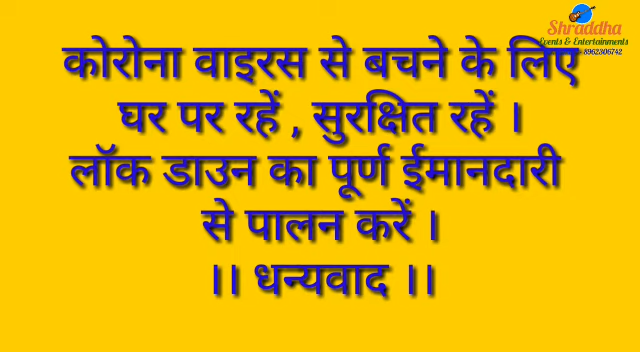 Shraddha
Events & Entertainments
8962306742
कोरोना वाइरस से बचने के लिए
घर पर रहें , सुरक्षित रहें ।
लॉक डाउन का पूर्ण ईमानदारी
से पालन करें ।
।। धन्यवाद ।।